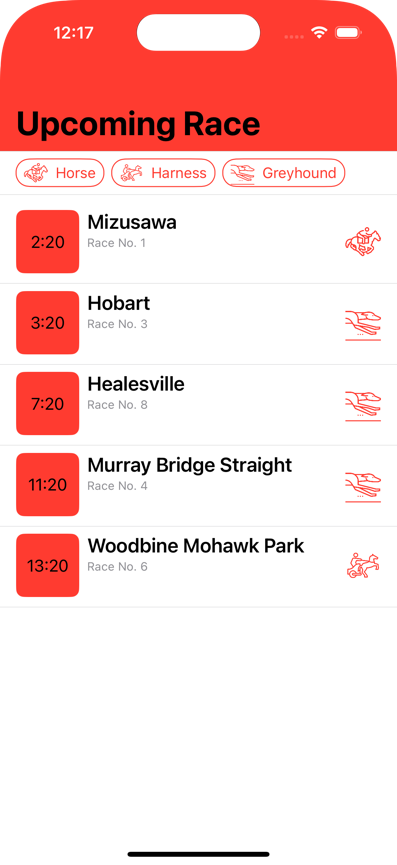 12:17
Upcoming Race
Horse Harness Greyhound
2:20
Mizusawa
Race No. 1
3:20
Hobart
Race No. 3
7:20
Healesville
Race No. 8
11:20
Murray Bridge Straight
Race No. 4
13:20
Woodbine Mohawk Park
Race No. 6